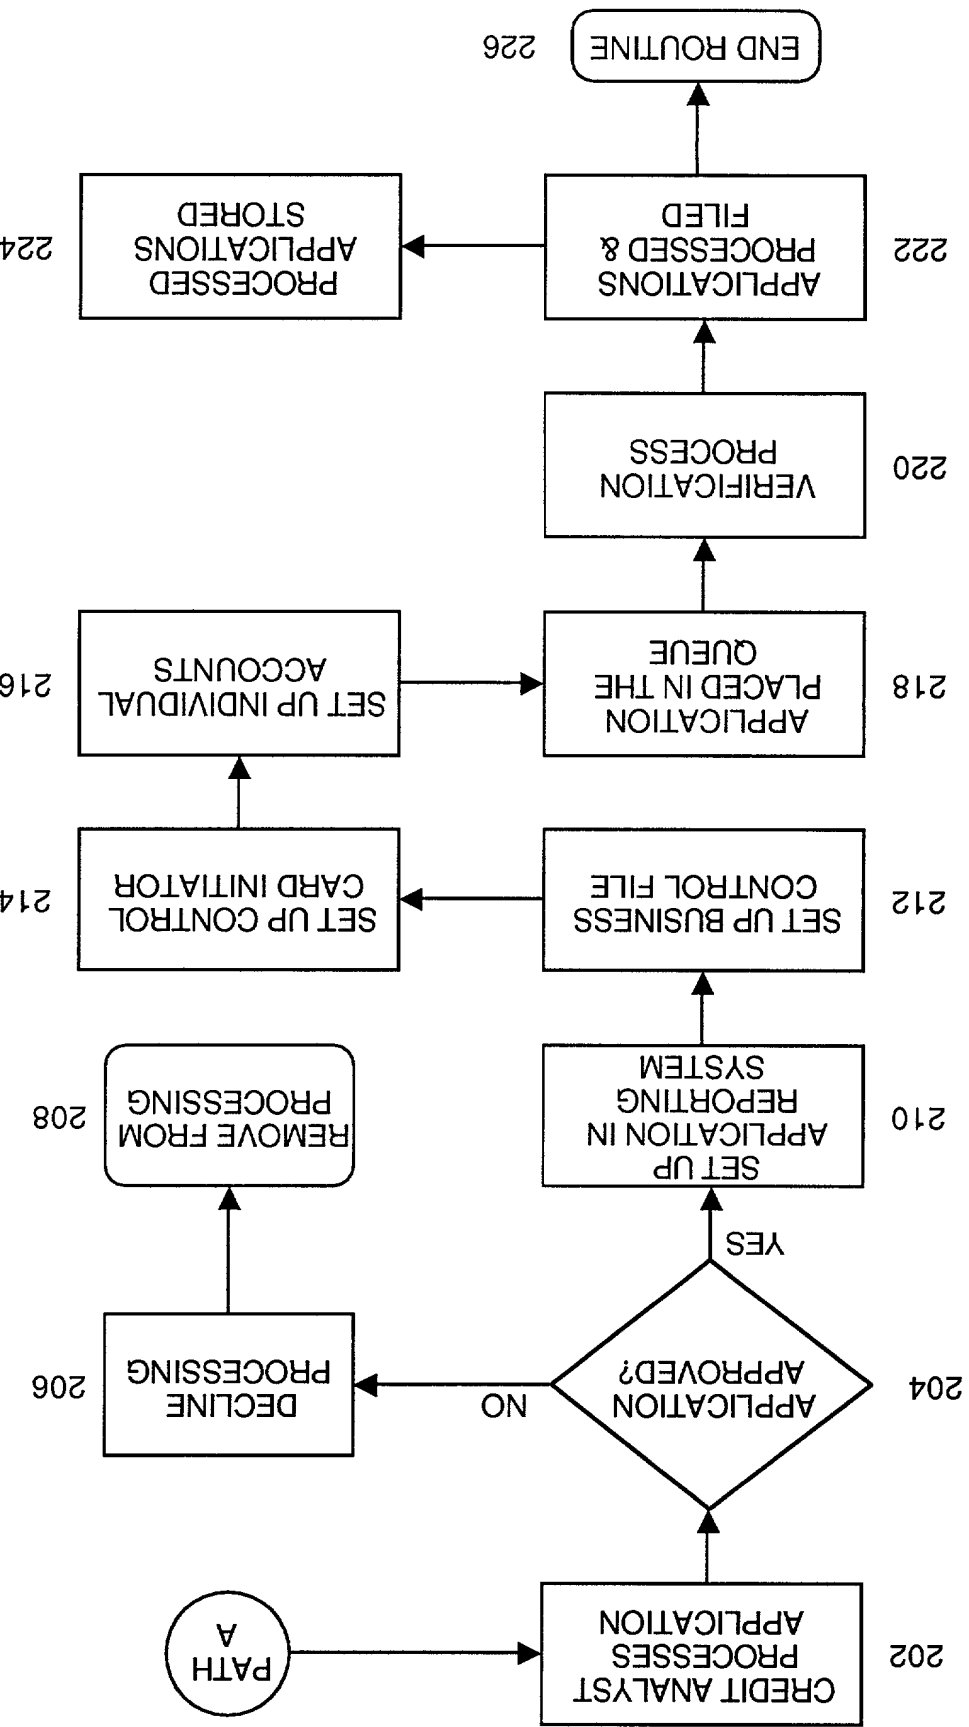 202
CREDIT ANALYST
PROCESSES
APPLICATION
PATH
A
204
APPLICATION
APPROVED?
NO
DECLINE
PROCESSING
206
YES
210
SET UP
APPLICATION IN
REPORTING
SYSTEM
REMOVE FROM
PROCESSING
208
212
SET UP BUSINESS
CONTROL FILE
SET UP CONTROL
CARD INITIATOR
214
218
APPLICATION
PLACED IN THE
QUEUE
SET UP INDIVIDUAL
ACCOUNTS
216
220
VERIFICATION
PROCESS
222
APPLICATIONS
PROCESSED &
FILED
PROCESSED
APPLICATIONS
STORED
224
END ROUTINE
226